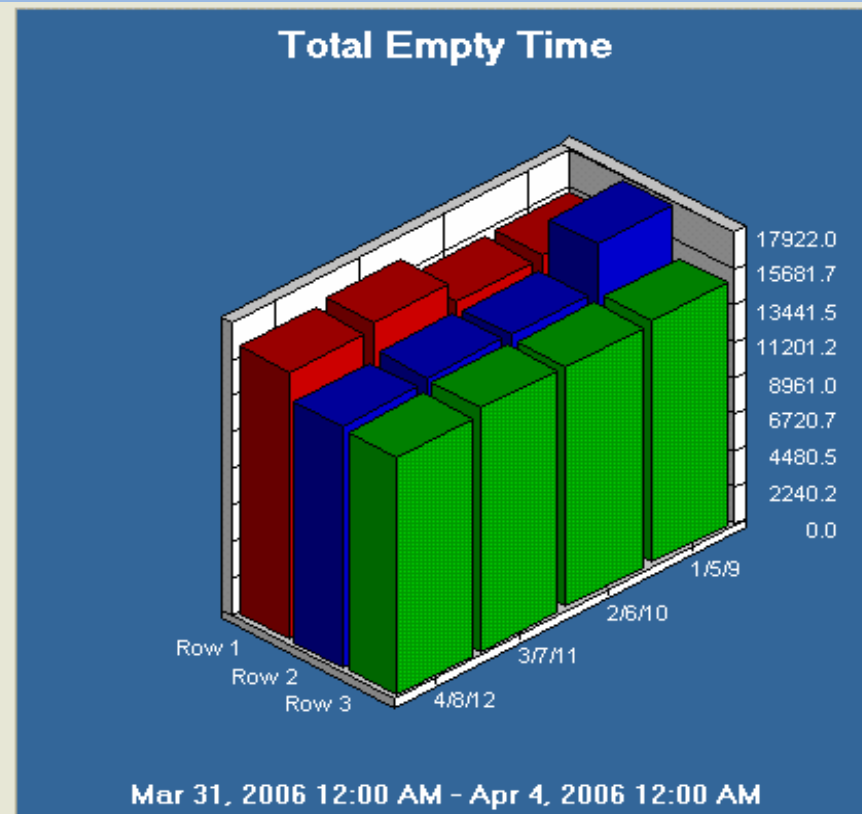 Total Empty Time
17922.0
15681.7
13441.5
11201.2
8961.0
6720.7
4480.5
2240.2
0.0
1/5/9
2/6/10
3/7/11
4/8/12
Row 1
Row 2
Row 3
Mar 31, 2006 12:00 AM - Apr 4, 2006 12:00 AM